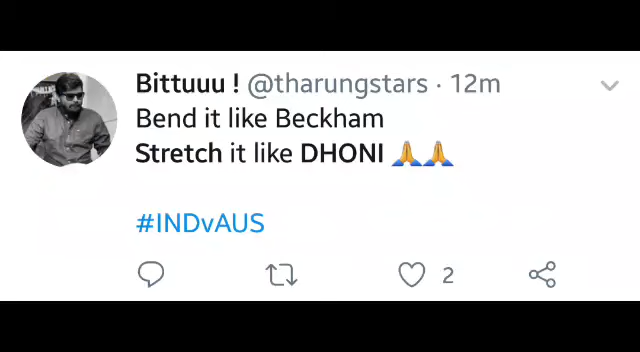 Bittuuu ! @tharungstars · 12m
Bend it like Beckham
Stretch it like DHONI 🙏🙏
#INDvAUS
2